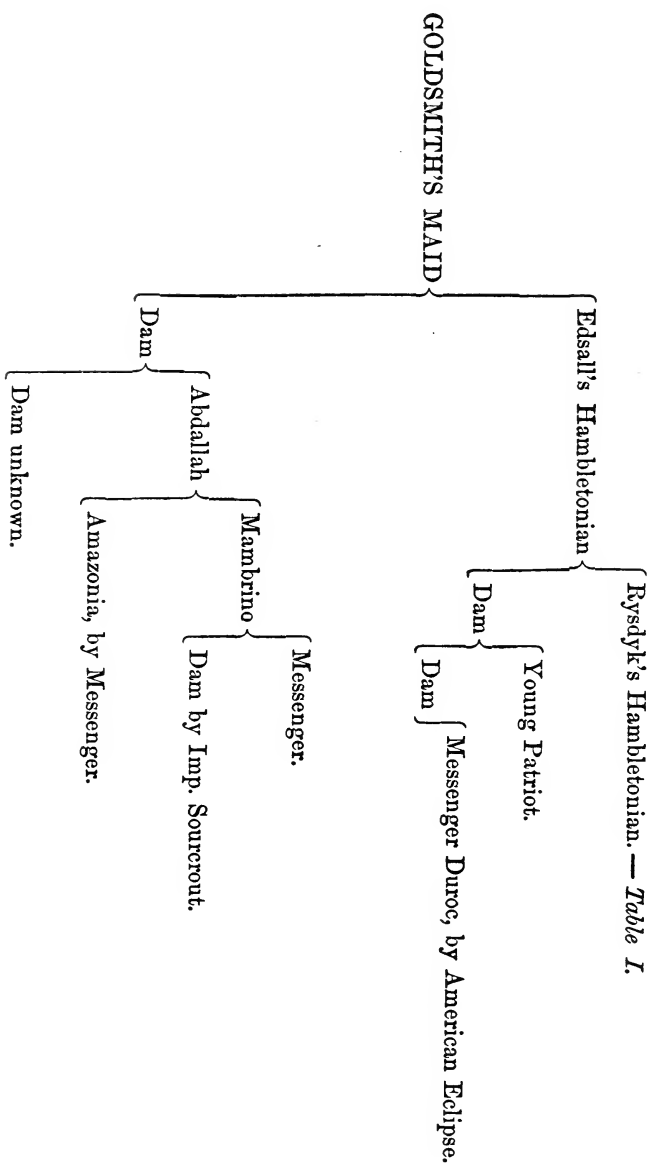 GOLDSMITH'S MAID
Edsall's Hambletonian
Rysdyk's Hambletonian. — Table I.
Dam
Young Patriot.
Dam
Messenger Duroc, by American Eclipse.
Dam
Abdallah
Mambrino
Messenger.
Dam by Imp. Sourcrout.
Amazonia, by Messenger.
Dam unknown.